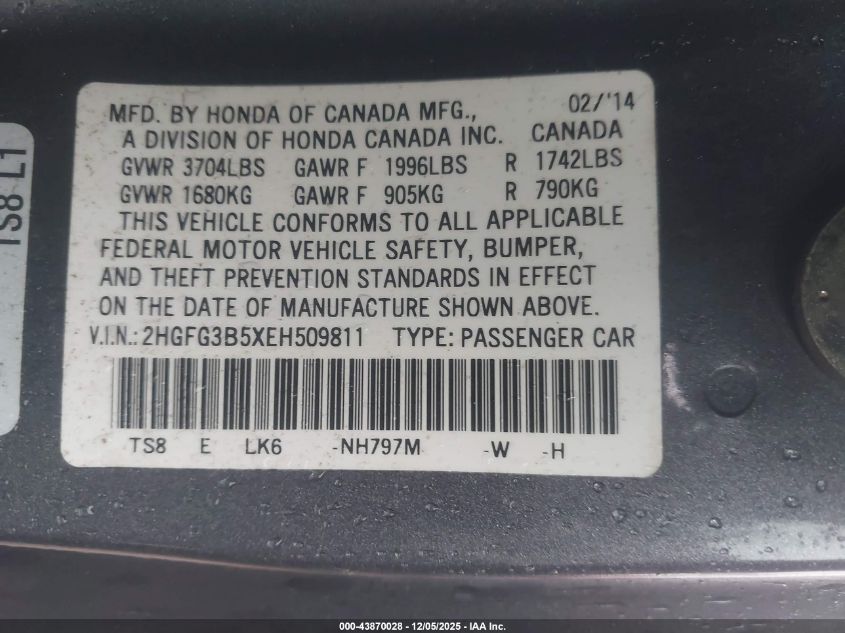 MFD. BY HONDA OF CANADA MFG., 02/'14
A DIVISION OF HONDA CANADA INC. CANADA
GVWR 3704LBS GAWR F 1996LBS R 1742LBS
GVWR 1680KG GAWR F 905KG R 790KG
THIS VEHICLE CONFORMS TO ALL APPLICABLE
FEDERAL MOTOR VEHICLE SAFETY, BUMPER,
AND THEFT PREVENTION STANDARDS IN EFFECT
ON THE DATE OF MANUFACTURE SHOWN ABOVE.
V.I.N.: 2HGFG3B5XEH509811 TYPE: PASSENGER CAR
TS8 E LK6 -NH797M -W -H
TS8 L1
000-43870028 - 12/05/2025 - IAA Inc.